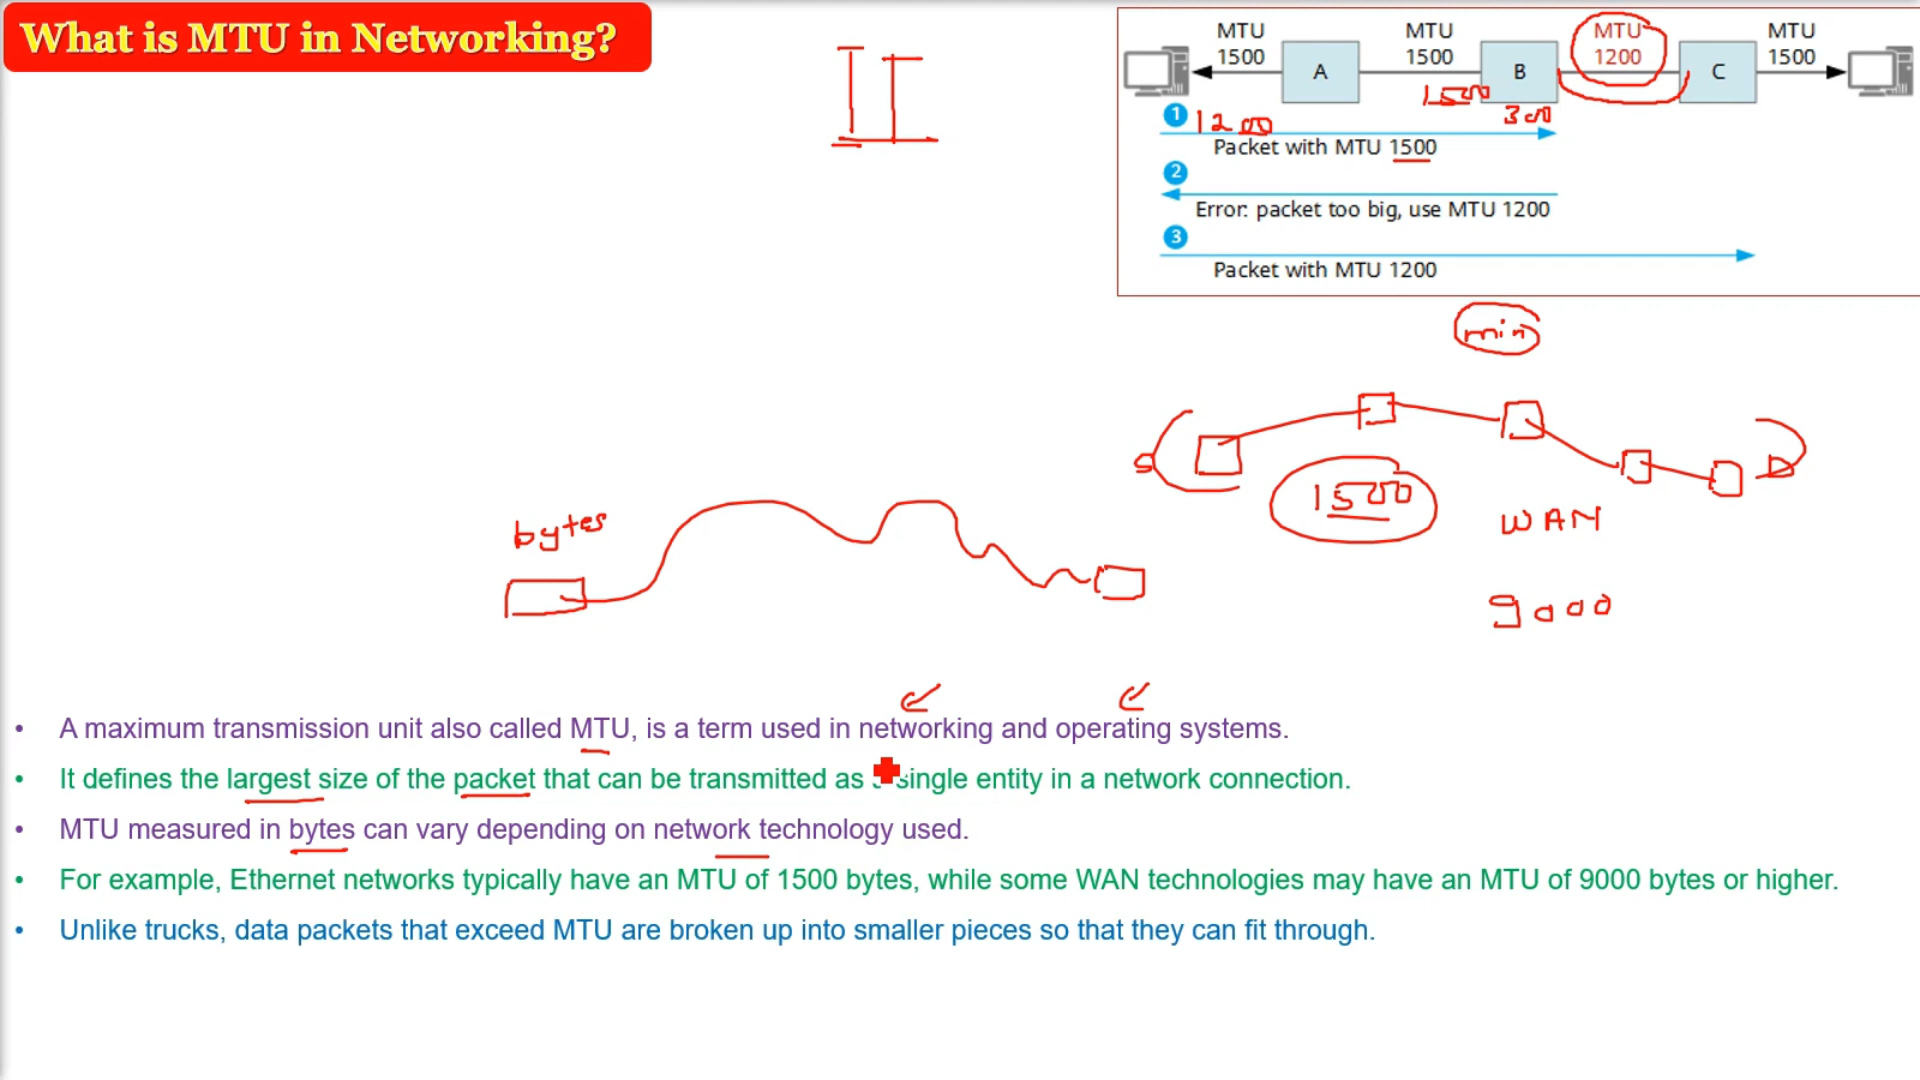 What is MTU in Networking?
MTU 1500
MTU 1500
MTU 1200
MTU 1500
A
B
C
1500
300
1 1200
Packet with MTU 1500
2
Error: packet too big, use MTU 1200
3
Packet with MTU 1200
min
S
D
1500
WAN
bytes
9000
• A maximum transmission unit also called MTU, is a term used in networking and operating systems.
• It defines the largest size of the packet that can be transmitted as single entity in a network connection.
• MTU measured in bytes can vary depending on network technology used.
• For example, Ethernet networks typically have an MTU of 1500 bytes, while some WAN technologies may have an MTU of 9000 bytes or higher.
• Unlike trucks, data packets that exceed MTU are broken up into smaller pieces so that they can fit through.